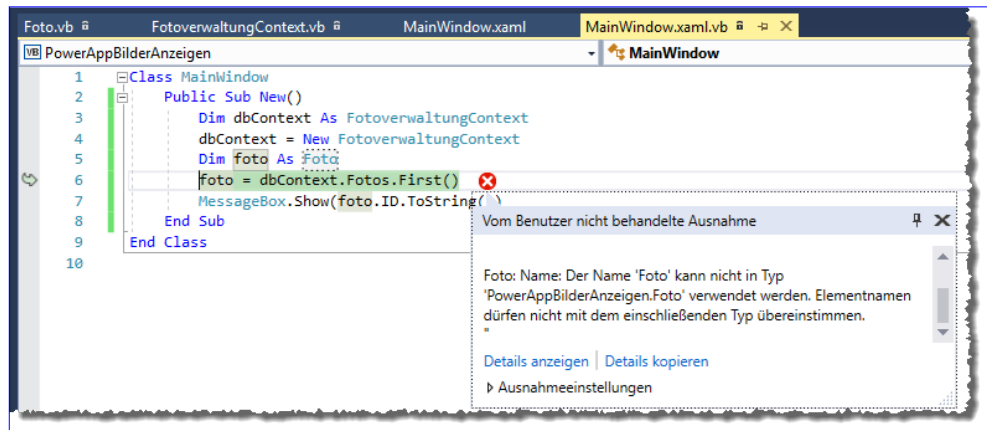 Foto.vb FotoverwaltungContext.vb MainWindow.xaml MainWindow.xaml.vb
VB PowerAppBilderAnzeigen MainWindow
1 Class MainWindow
2 Public Sub New()
3 Dim dbContext As FotoverwaltungContext
4 dbContext = New FotoverwaltungContext
5 Dim foto As Foto
6 foto = dbContext.Fotos.First()
7 MessageBox.Show(foto.ID.ToString( )
8 End Sub
9 End Class
10
Vom Benutzer nicht behandelte Ausnahme
Foto: Name: Der Name 'Foto' kann nicht in Typ
'PowerAppBilderAnzeigen.Foto' verwendet werden. Elementnamen
dürfen nicht mit dem einschließenden Typ übereinstimmen.
"
Details anzeigen | Details kopieren
Ausnahmeeinstellungen